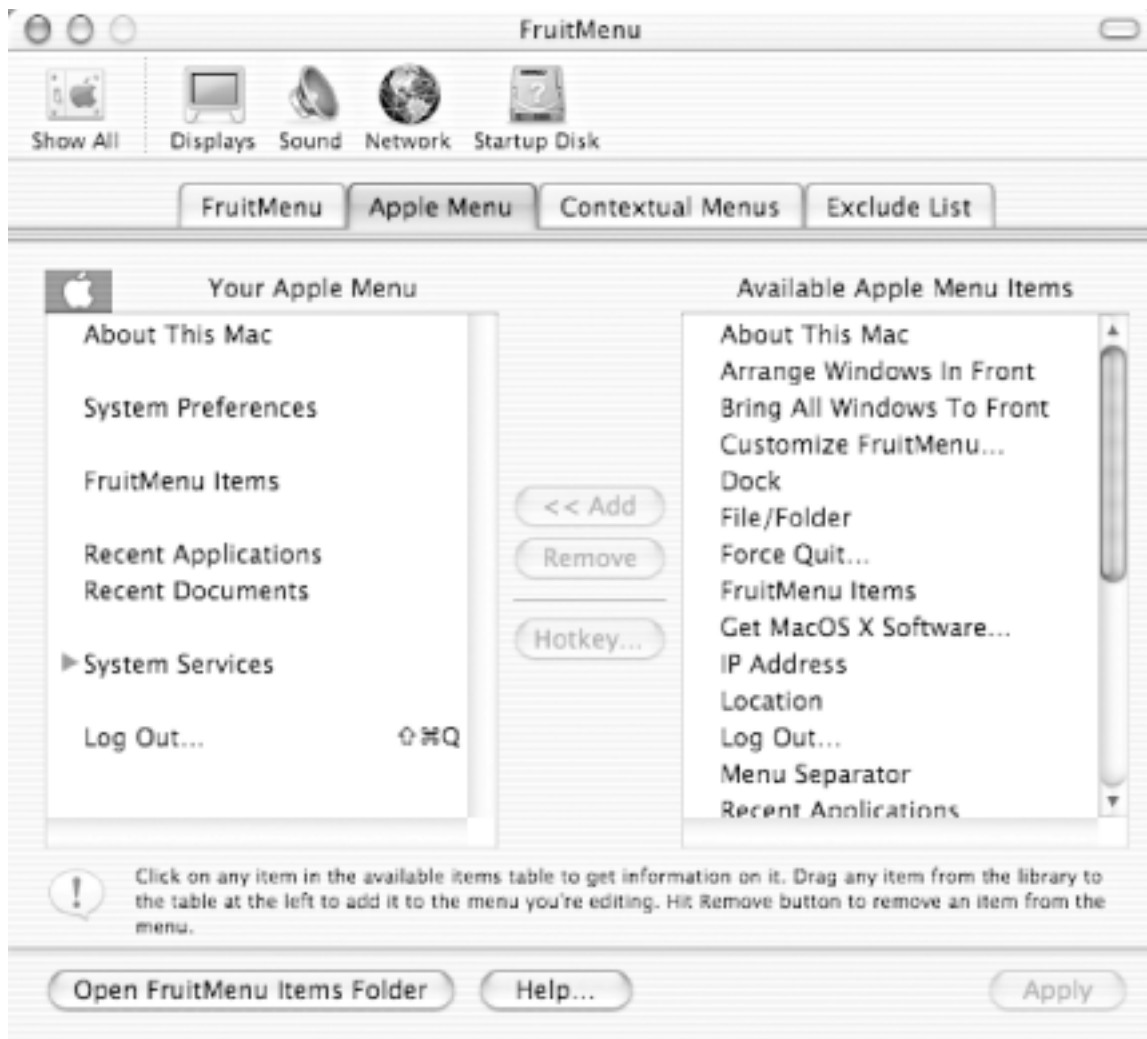 FruitMenu
Show All Displays Sound Network Startup Disk
FruitMenu Apple Menu Contextual Menus Exclude List
Your Apple Menu
About This Mac
System Preferences
FruitMenu Items
Recent Applications
Recent Documents
System Services
Log Out... ⇧⌘Q
<< Add
Remove
Hotkey...
Available Apple Menu Items
About This Mac
Arrange Windows In Front
Bring All Windows To Front
Customize FruitMenu...
Dock
File/Folder
Force Quit...
FruitMenu Items
Get MacOS X Software...
IP Address
Location
Log Out...
Menu Separator
Recent Applications
Click on any item in the available items table to get information on it. Drag any item from the library to
the table at the left to add it to the menu you're editing. Hit Remove button to remove an item from the
menu.
Open FruitMenu Items Folder Help... Apply